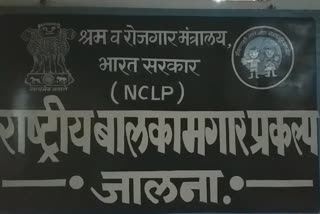 श्रम व रोजगार मंत्रालय,
भारत सरकार
(NCLP)
राष्ट्रीय बालकामगार प्रकल्प
जालना.